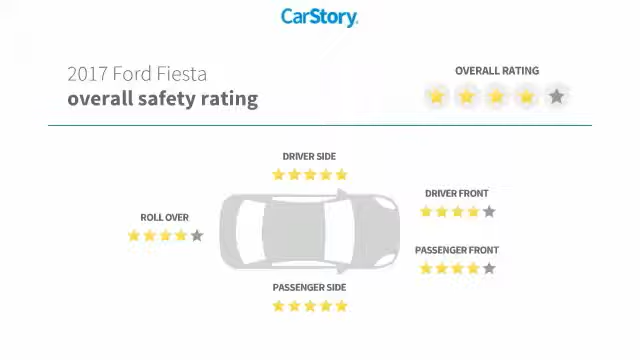 CarStory.
2017 Ford Fiesta
overall safety rating
OVERALL RATING
DRIVER SIDE
DRIVER FRONT
ROLL OVER
PASSENGER FRONT
PASSENGER SIDE